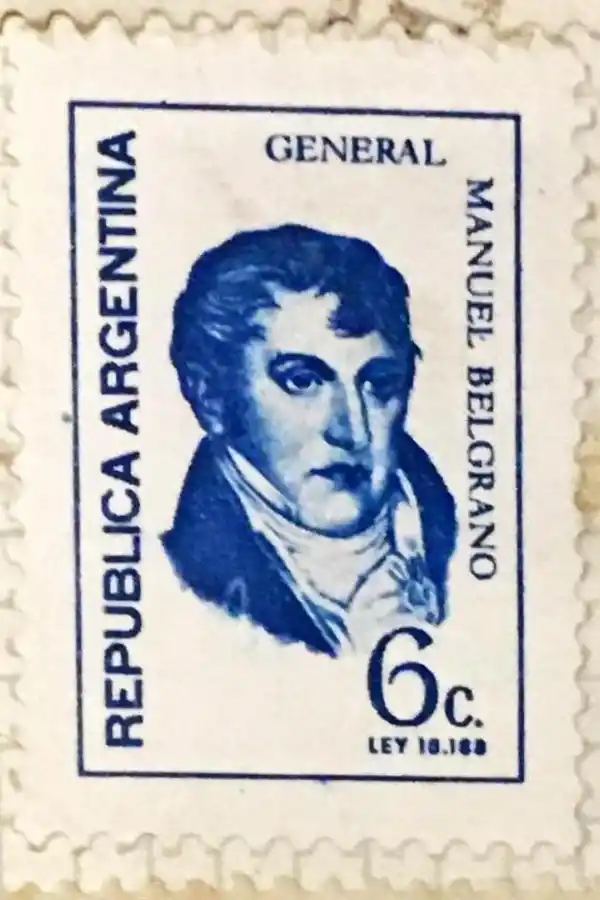 GENERAL
MANUEL BELGRANO
REPUBLICA ARGENTINA
6c.
LEY 18.188